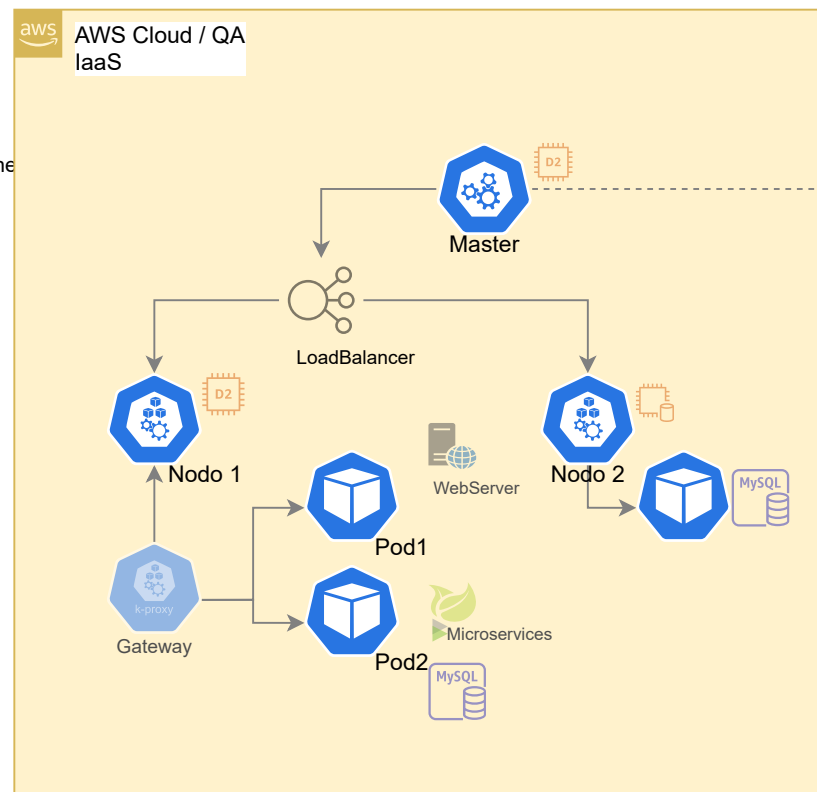 aws
AWS Cloud / QA
IaaS
D2
Master
LoadBalancer
D2
Nodo 1
WebServer
Nodo 2
MySQL
Pod1
k-proxy
Gateway
Microservices
Pod2
MySQL